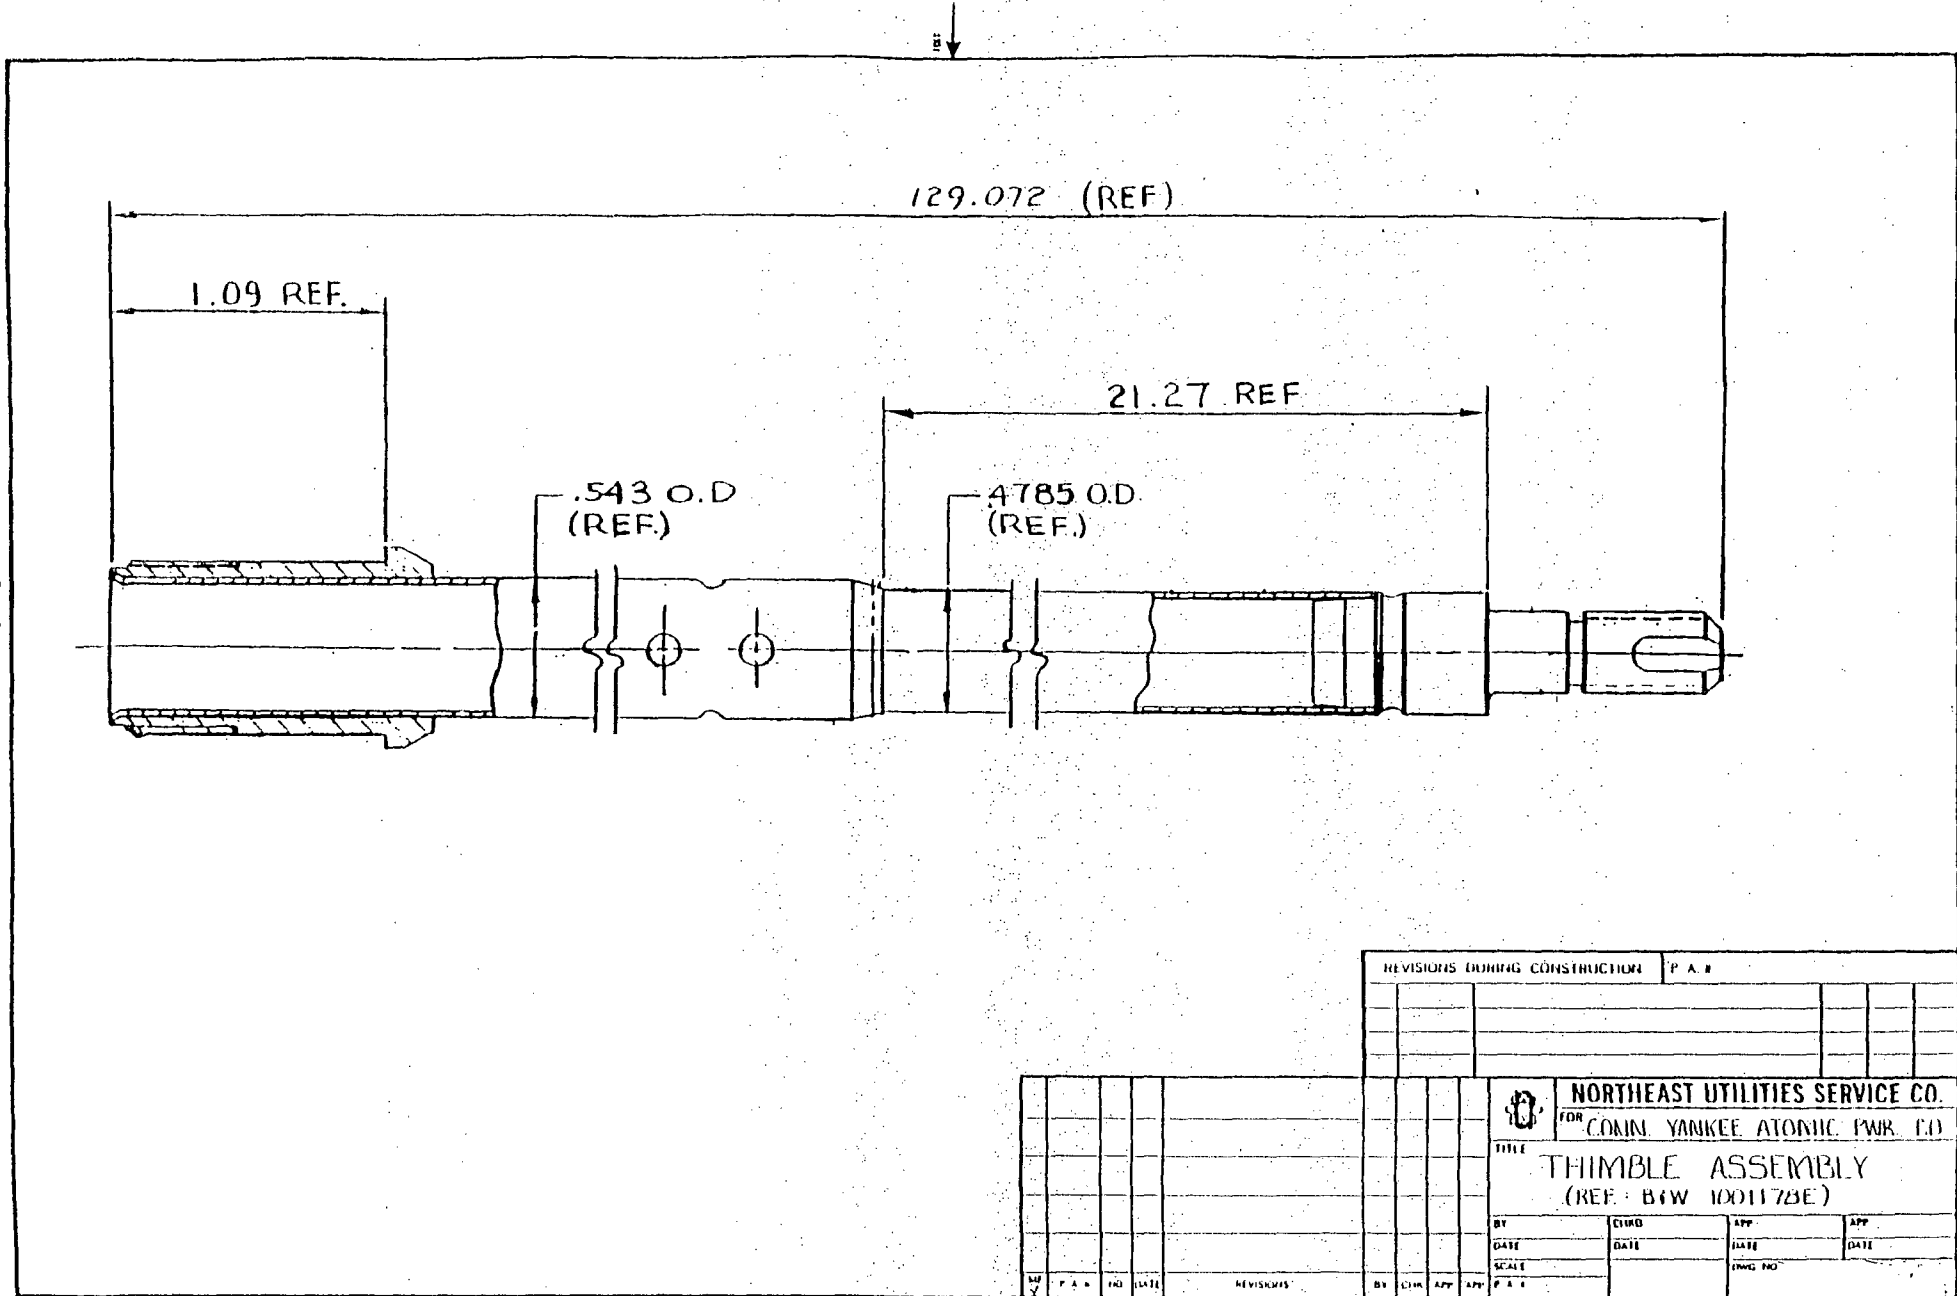 129.072 (REF)
1.09 REF.
21.27 REF
.543 O.D
(REF.)
.4785 O.D.
(REF.)
REVISIONS DURING CONSTRUCTION P. A. #
NORTHEAST UTILITIES SERVICE CO.
FOR CONN. YANKEE ATOMIC PWR. CO
TITLE
THIMBLE ASSEMBLY
(REF: B&W 1001178E)
BY CHKD APP APP
DATE DATE DATE DATE
SCALE DWG NO
P. A. # NO DATE REVISIONS BY CHK APP APP P. A. #